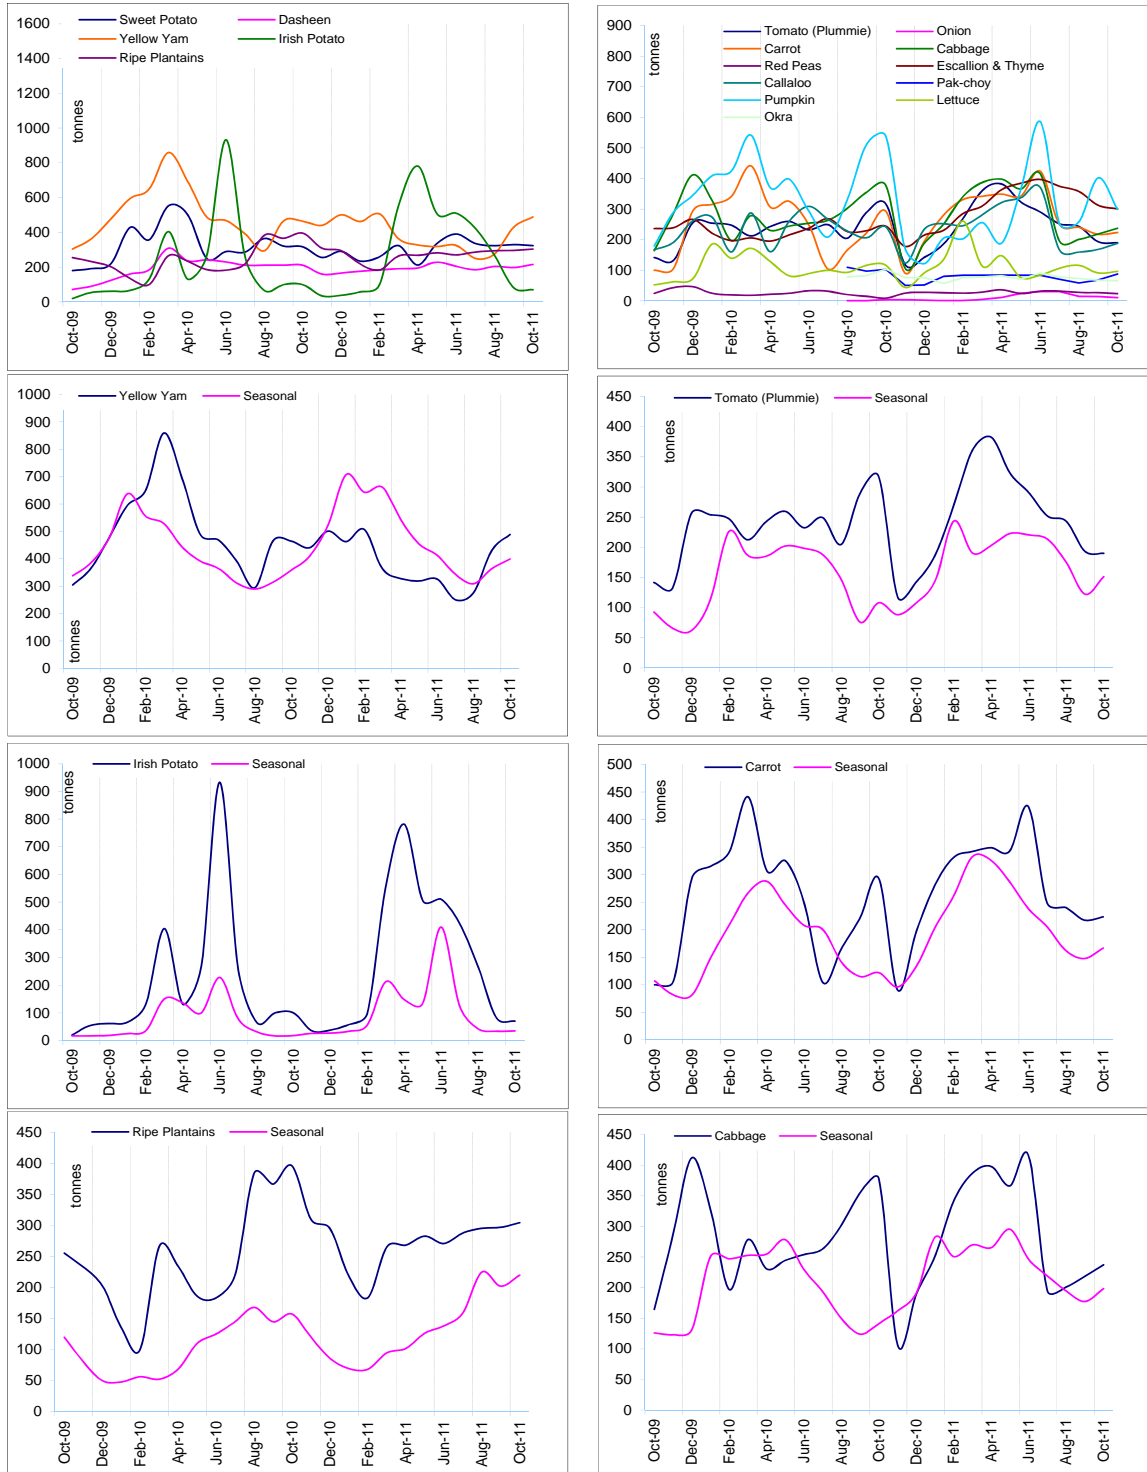 Sweet Potato Dasheen
Yellow Yam Irish Potato
Ripe Plantains
tonnes
1600
1400
1200
1000
800
600
400
200
0
Oct-09 Dec-09 Feb-10 Apr-10 Jun-10 Aug-10 Oct-10 Dec-10 Feb-11 Apr-11 Jun-11 Aug-11 Oct-11
Tomato (Plummie) Onion
Carrot Cabbage
Red Peas Escallion & Thyme
Callaloo Pak-choy
Pumpkin Lettuce
Okra
tonnes
900
800
700
600
500
400
300
200
100
0
Oct-09 Dec-09 Feb-10 Apr-10 Jun-10 Aug-10 Oct-10 Dec-10 Feb-11 Apr-11 Jun-11 Aug-11 Oct-11
Yellow Yam Seasonal
1000
900
800
700
600
500
400
300
200
100
0
tonnes
Oct-09 Dec-09 Feb-10 Apr-10 Jun-10 Aug-10 Oct-10 Dec-10 Feb-11 Apr-11 Jun-11 Aug-11 Oct-11
Tomato (Plummie) Seasonal
tonnes
450
400
350
300
250
200
150
100
50
0
Oct-09 Dec-09 Feb-10 Apr-10 Jun-10 Aug-10 Oct-10 Dec-10 Feb-11 Apr-11 Jun-11 Aug-11 Oct-11
Irish Potato Seasonal
tonnes
1000
900
800
700
600
500
400
300
200
100
0
Oct-09 Dec-09 Feb-10 Apr-10 Jun-10 Aug-10 Oct-10 Dec-10 Feb-11 Apr-11 Jun-11 Aug-11 Oct-11
Carrot Seasonal
tonnes
500
450
400
350
300
250
200
150
100
50
0
Oct-09 Dec-09 Feb-10 Apr-10 Jun-10 Aug-10 Oct-10 Dec-10 Feb-11 Apr-11 Jun-11 Aug-11 Oct-11
Ripe Plantains Seasonal
tonnes
450
400
350
300
250
200
150
100
50
0
Oct-09 Dec-09 Feb-10 Apr-10 Jun-10 Aug-10 Oct-10 Dec-10 Feb-11 Apr-11 Jun-11 Aug-11 Oct-11
Cabbage Seasonal
tonnes
450
400
350
300
250
200
150
100
50
0
Oct-09 Dec-09 Feb-10 Apr-10 Jun-10 Aug-10 Oct-10 Dec-10 Feb-11 Apr-11 Jun-11 Aug-11 Oct-11